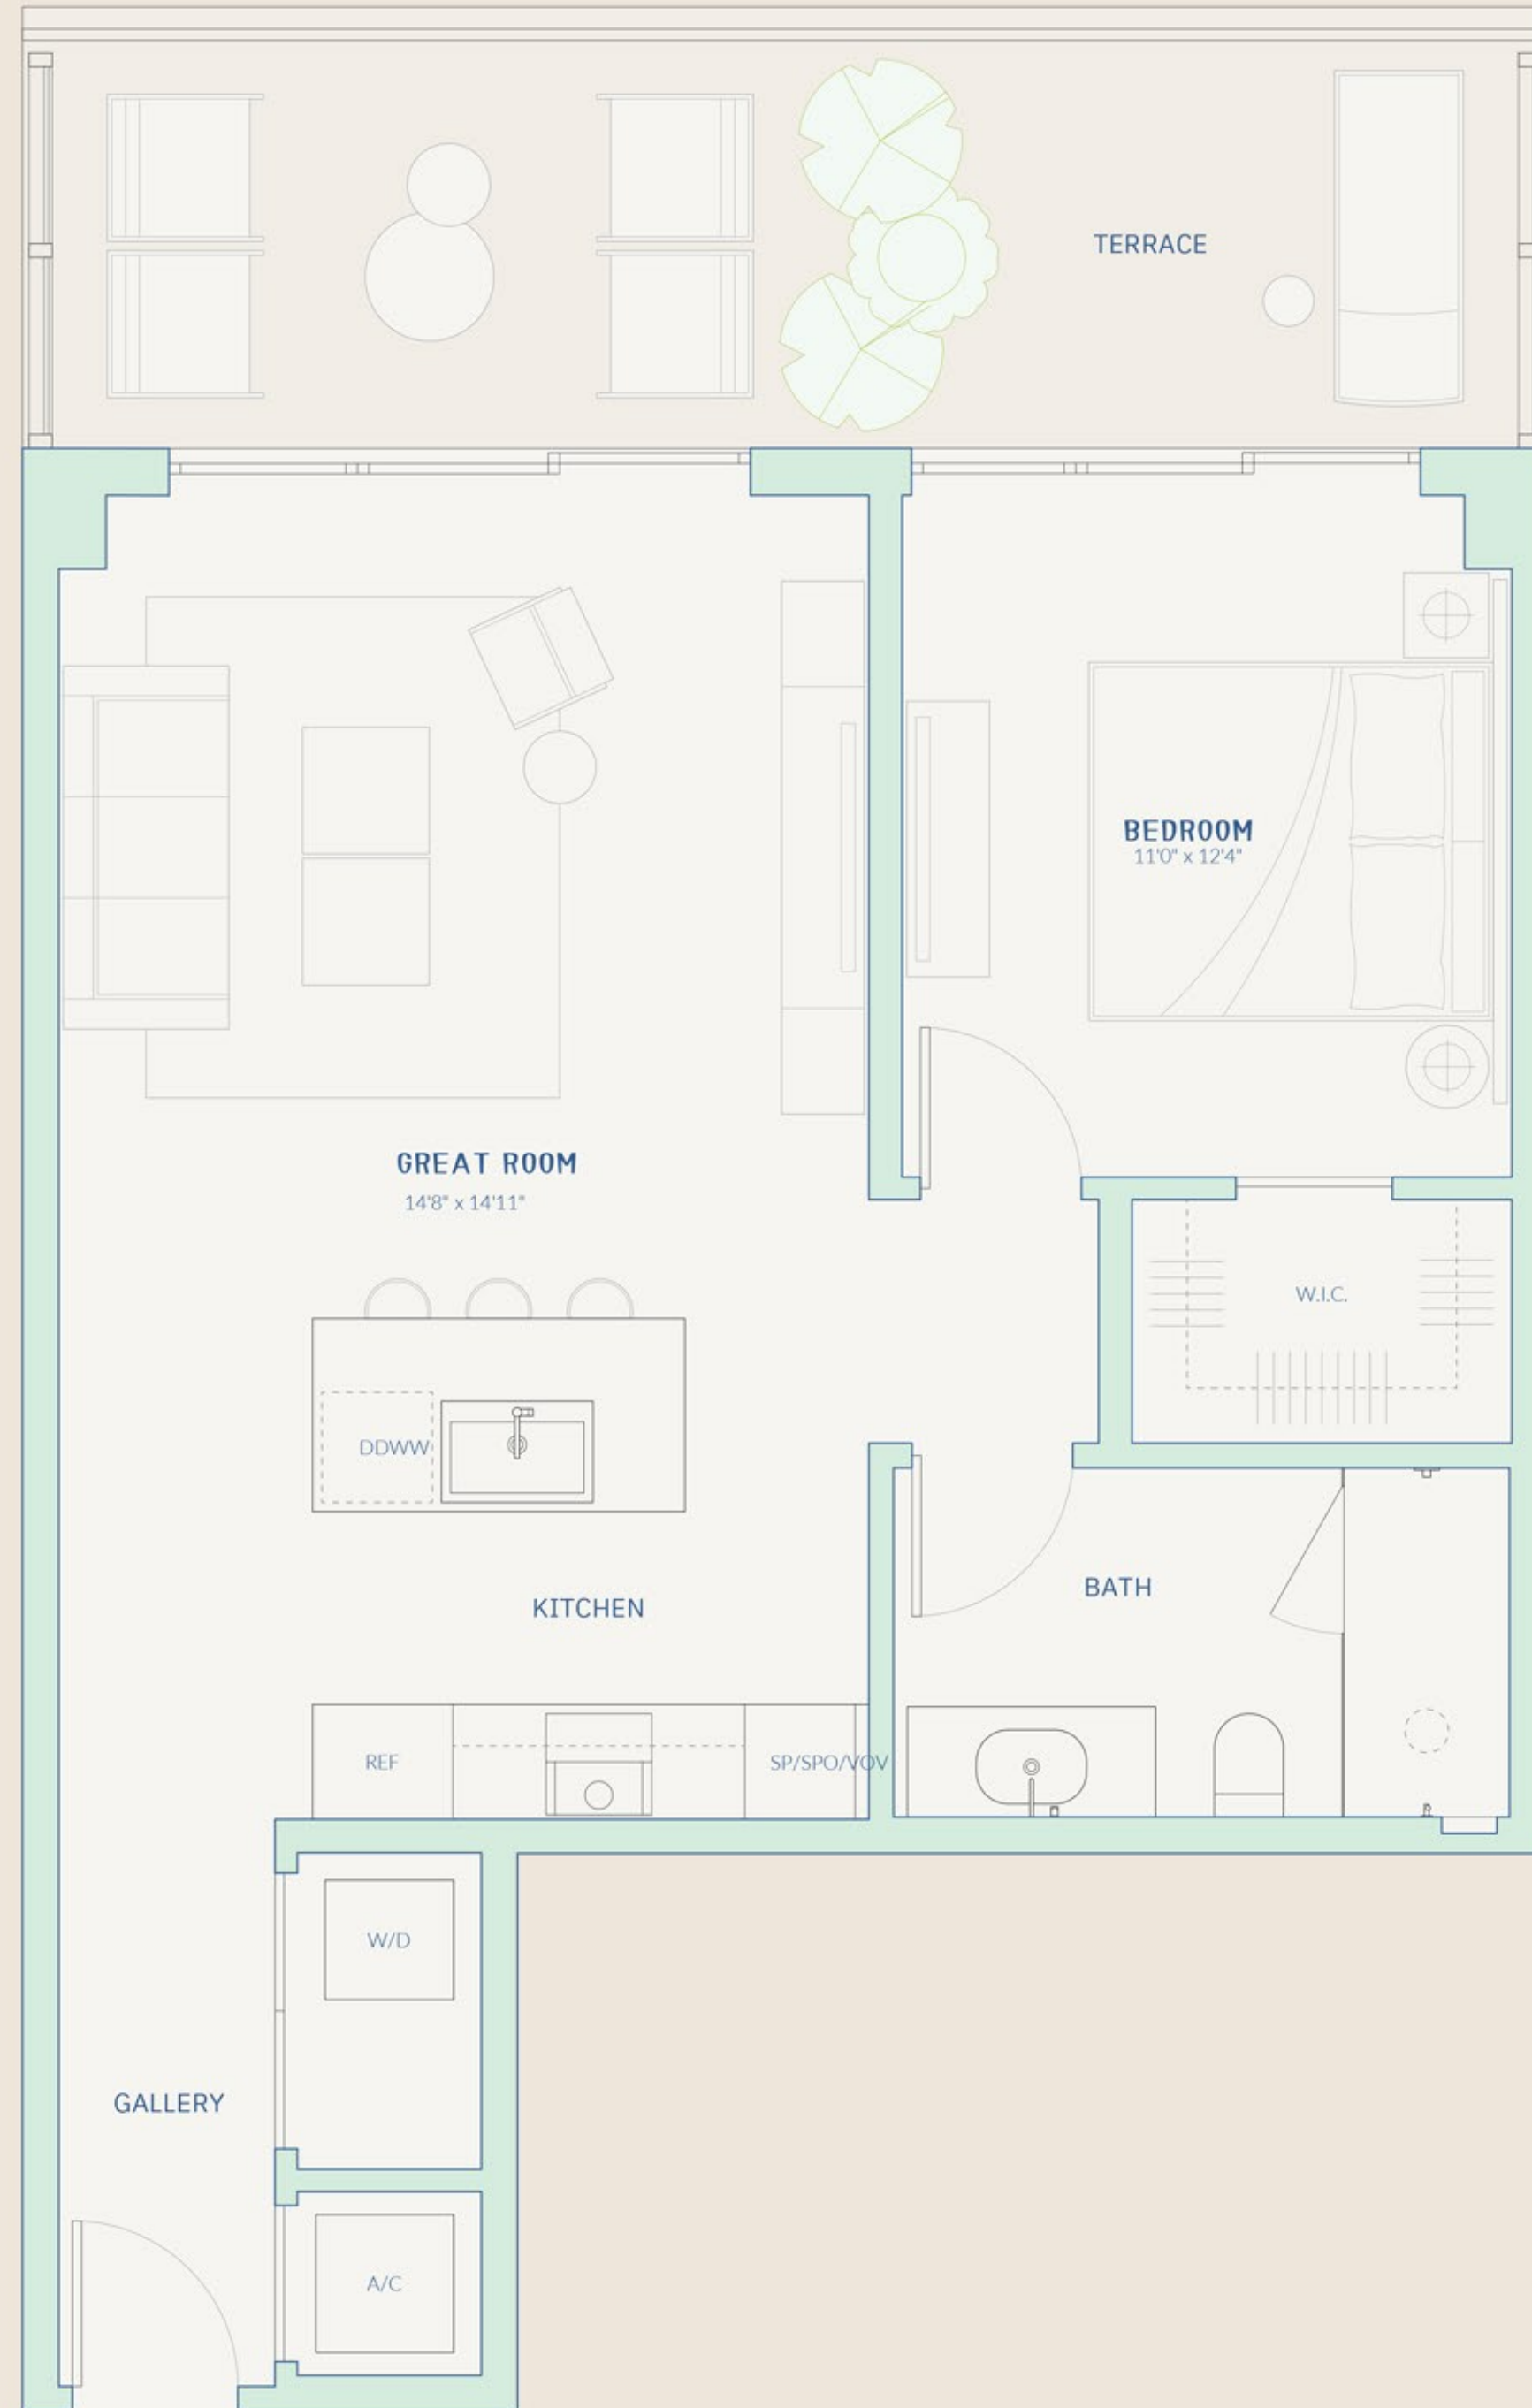 TERRACE
BEDROOM
11'0" x 12'4"
GREAT ROOM
14'8" x 14'11"
W.I.C.
DDWW
BATH
KITCHEN
REF
SP/SPO/VOV
W/D
GALLERY
A/C